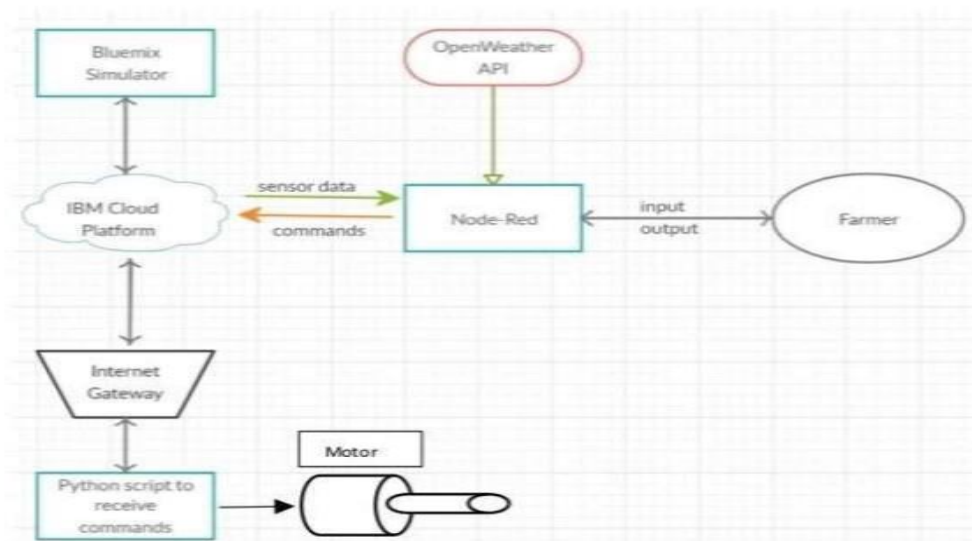 Bluemix
Simulator
OpenWeather
API
IBM Cloud
Platform
sensor data
commands
Node-Red
input
output
Farmer
Internet
Gateway
Python script to
receive
commands
Motor